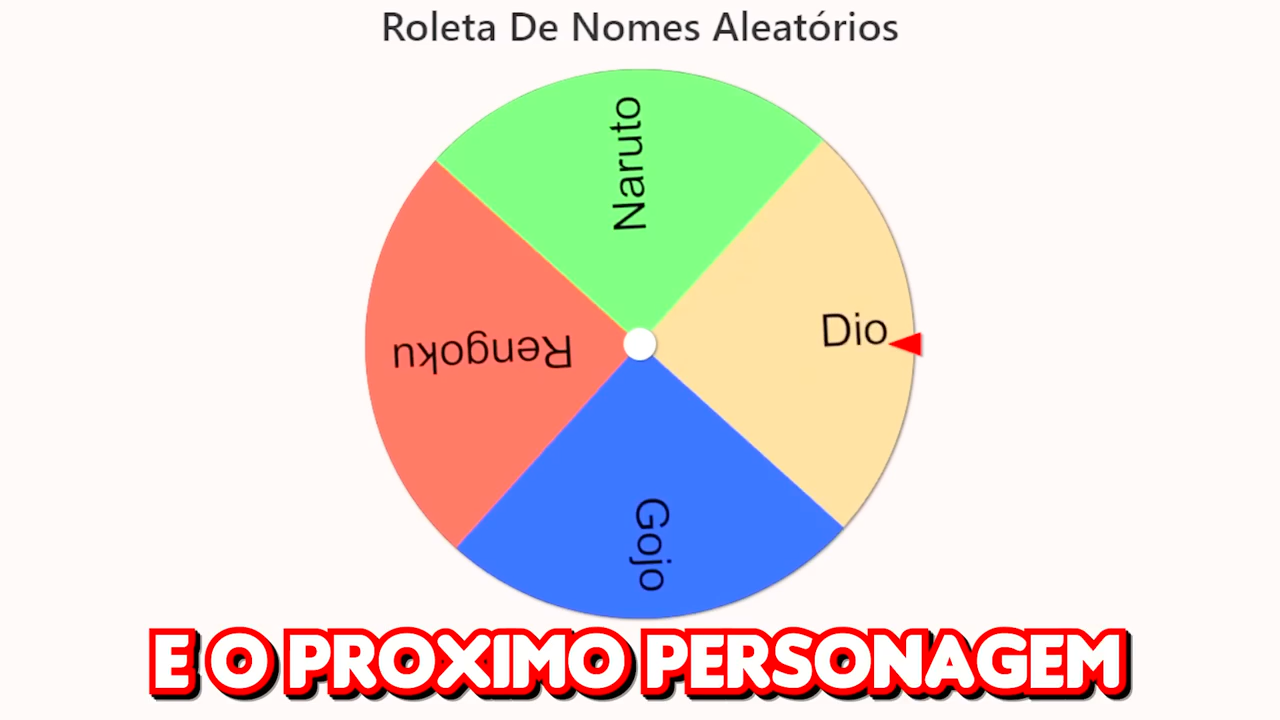 Roleta De Nomes Aleatórios
Naruto
Dio
Rengoku
Gojo
E O PROXIMO PERSONAGEM